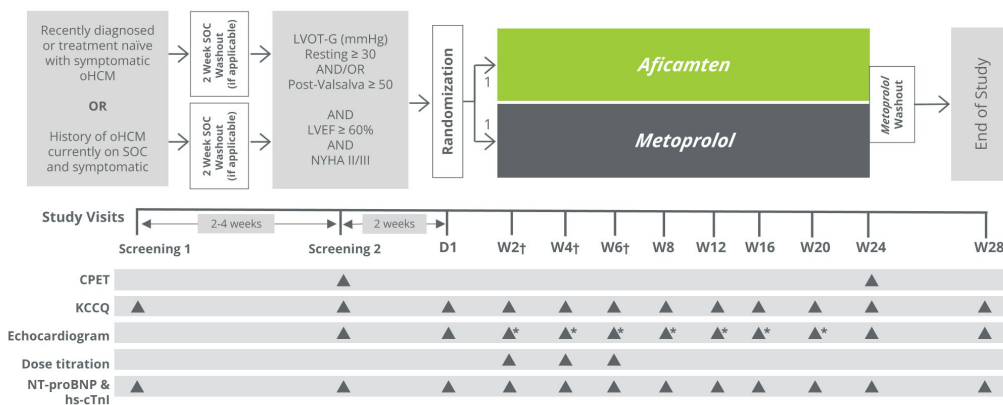 Recently diagnosed
or treatment naïve
with symptomatic
oHCM
OR
History of oHCM
currently on SOC
and symptomatic
2 Week SOC
Washout
(if applicable)
2 Week SOC
Washout
(if applicable)
LVOT-G (mmHg)
Resting ≥ 30
AND/OR
Post-Valsalva ≥ 50
AND
LVEF ≥ 60%
AND
NYHA II/III
Randomization
1
1
Aficamten
Metoprolol
Metoprolol
Washout
End of Study
Study Visits
2-4 weeks
2 weeks
Screening 1
Screening 2
D1
W2†
W4†
W6†
W8
W12
W16
W20
W24
W28
CPET
KCCQ
Echocardiogram
* * * * * * *
Dose titration
NT-proBNP &
hs-cTnI